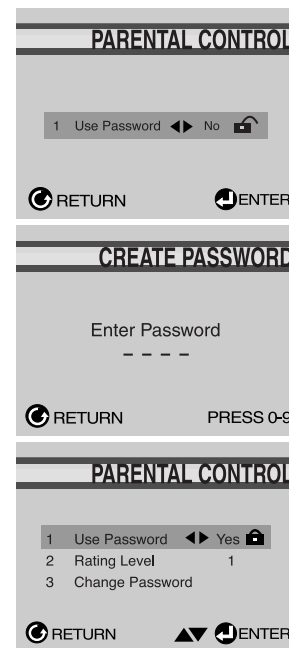 PARENTAL CONTROL
1 Use Password ◀▶ No
RETURN ENTER
CREATE PASSWORD
Enter Password
– – – –
RETURN PRESS 0-9
PARENTAL CONTROL
1 Use Password ◀▶ Yes
2 Rating Level 1
3 Change Password
RETURN ▲▼ ENTER